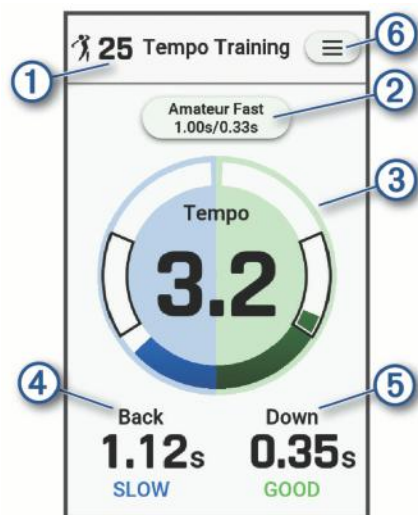 25 Tempo Training
6
1
Amateur Fast
1.00s/0.33s
2
3
Tempo
3.2
4
5
Back
Down
1.12s
0.35s
SLOW
GOOD